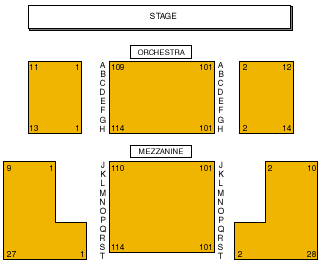 STAGE
ORCHESTRA
11 1 A 109 101 A 2 12
B B
C C
D D
E E
F F
G G
13 1 H 114 101 H 2 14
MEZZANINE
9 1 J 110 101 J 2 10
K K
L L
M M
N N
O O
P P
Q Q
R R
S 114 101 S
27 1 T T 2 28